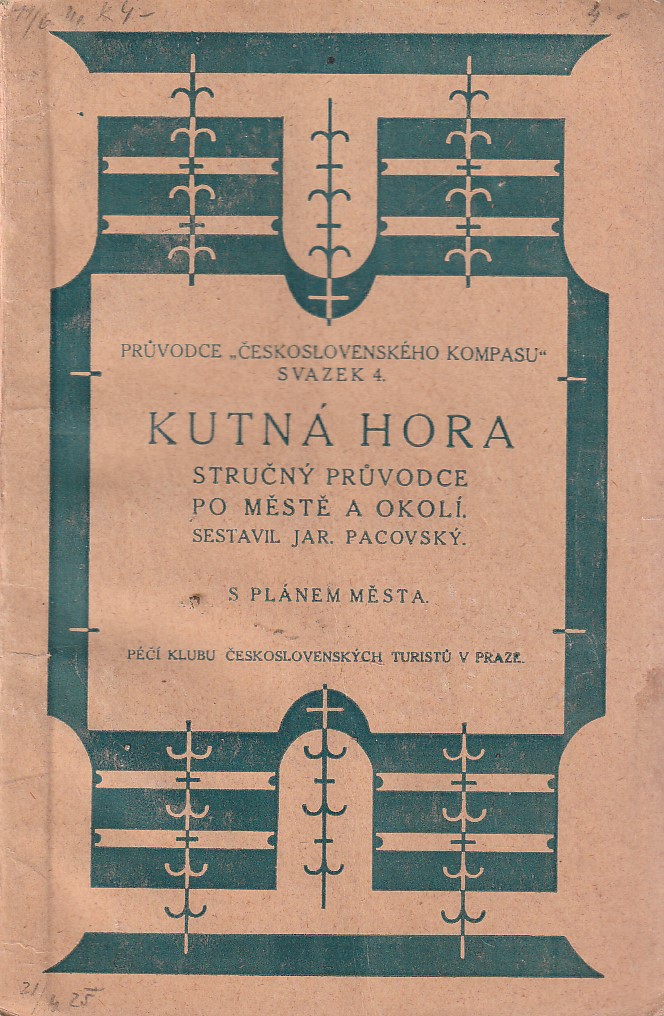 PRŮVODCE „ČESKOSLOVENSKÉHO KOMPASU“
SVAZEK 4.
KUTNÁ HORA
STRUČNÝ PRŮVODCE
PO MĚSTĚ A OKOLÍ.
SESTAVIL JAR. PACOVSKÝ.
S PLÁNEM MĚSTA.
PÉČÍ KLUBU ČESKOSLOVENSKÝCH TURISTŮ V PRAZE.